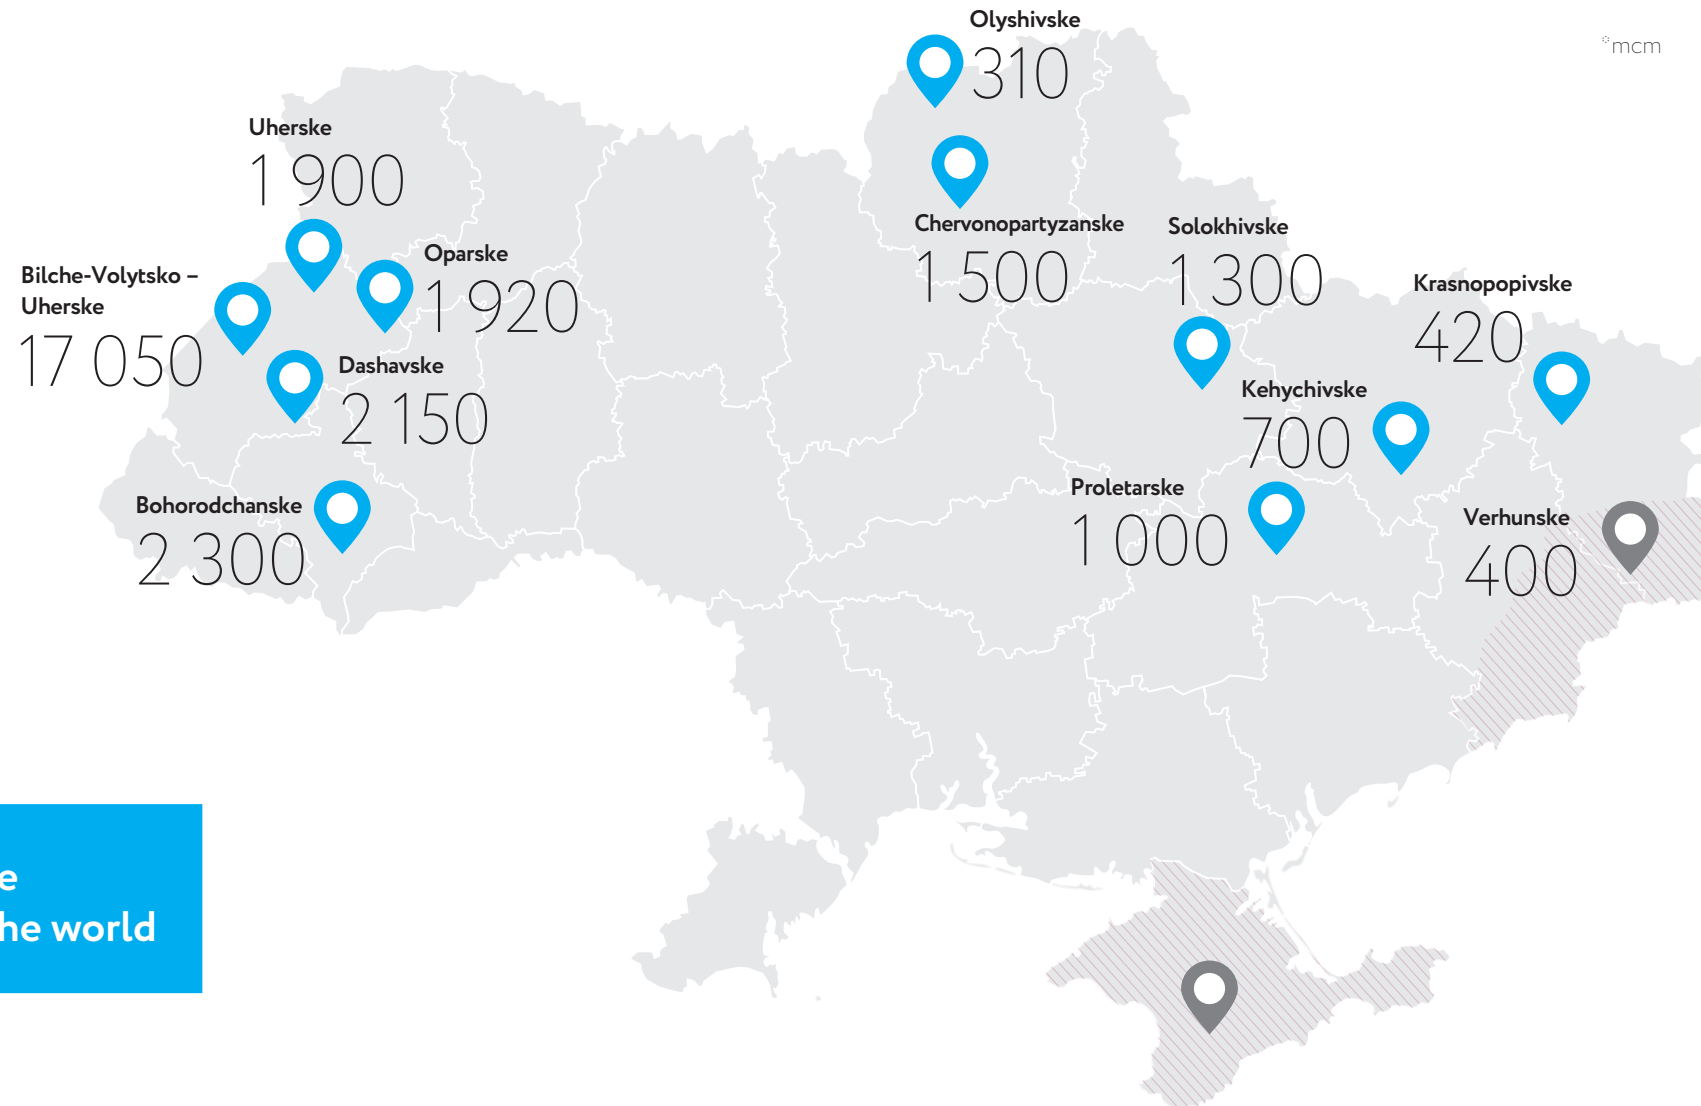 Olyshivske
310
*mcm
Uherske
1 900
Chervonopartyzanske
1 500
Solokhivske
1 300
Oparske
1 920
Bilche-Volytsko –
Uherske
17 050
Krasnopopivske
420
Dashavske
2 150
Kehychivske
700
Proletarske
1 000
Bohorodchanske
2 300
Verhunske
400
e
he world